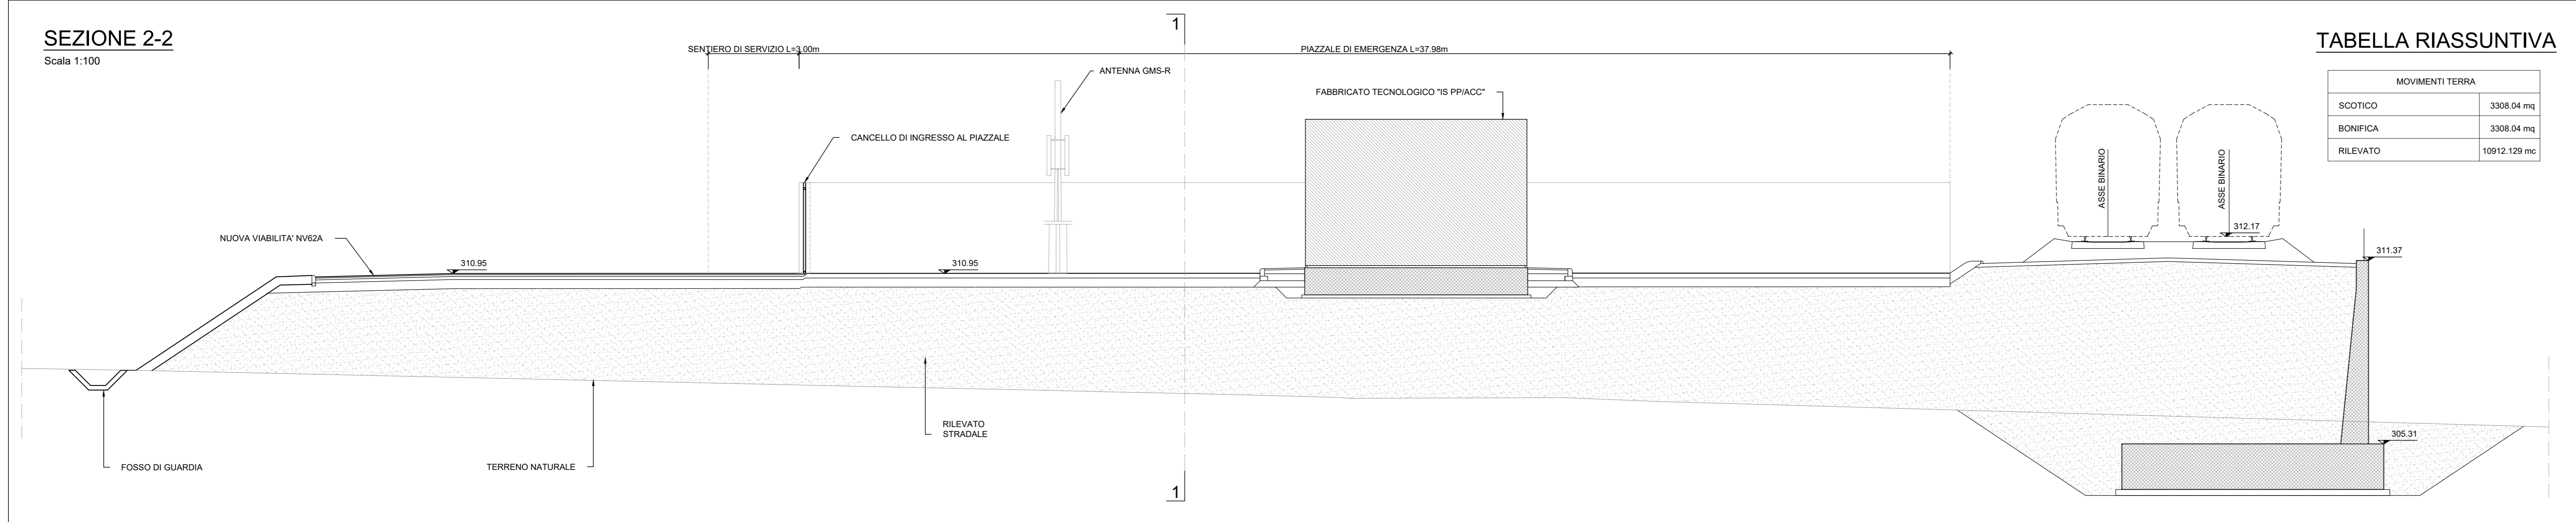 SEZIONE 2-2
Scala 1:100
1
SENTIERO DI SERVIZIO L=3.00m
PIAZZALE DI EMERGENZA L=37.98m
TABELLA RIASSUNTIVA
MOVIMENTI TERRA
SCOTICO 3308.04 mq
BONIFICA 3308.04 mq
RILEVATO 10912.129 mc
ANTENNA GMS-R
FABBRICATO TECNOLOGICO "IS PP/ACC"
CANCELLO DI INGRESSO AL PIAZZALE
ASSE BINARIO
ASSE BINARIO
NUOVA VIABILITA' NV62A
312.17
311.37
310.95
310.95
RILEVATO
STRADALE
305.31
FOSSO DI GUARDIA
TERRENO NATURALE
1